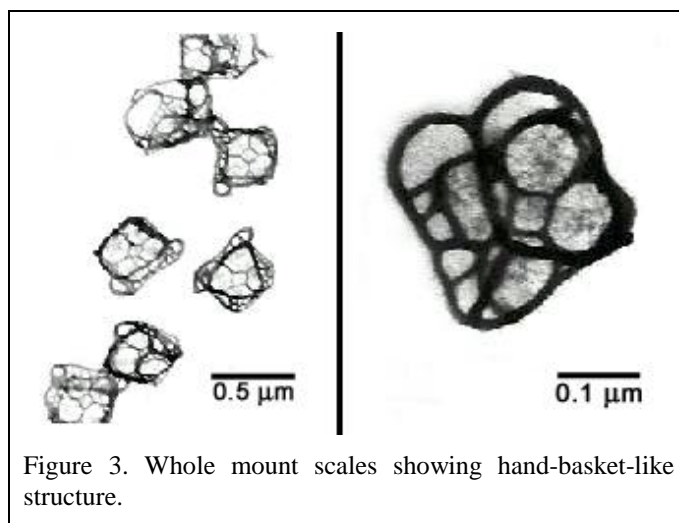 0.5 µm
0.1 µm
Figure 3. Whole mount scales showing hand-basket-like
structure.